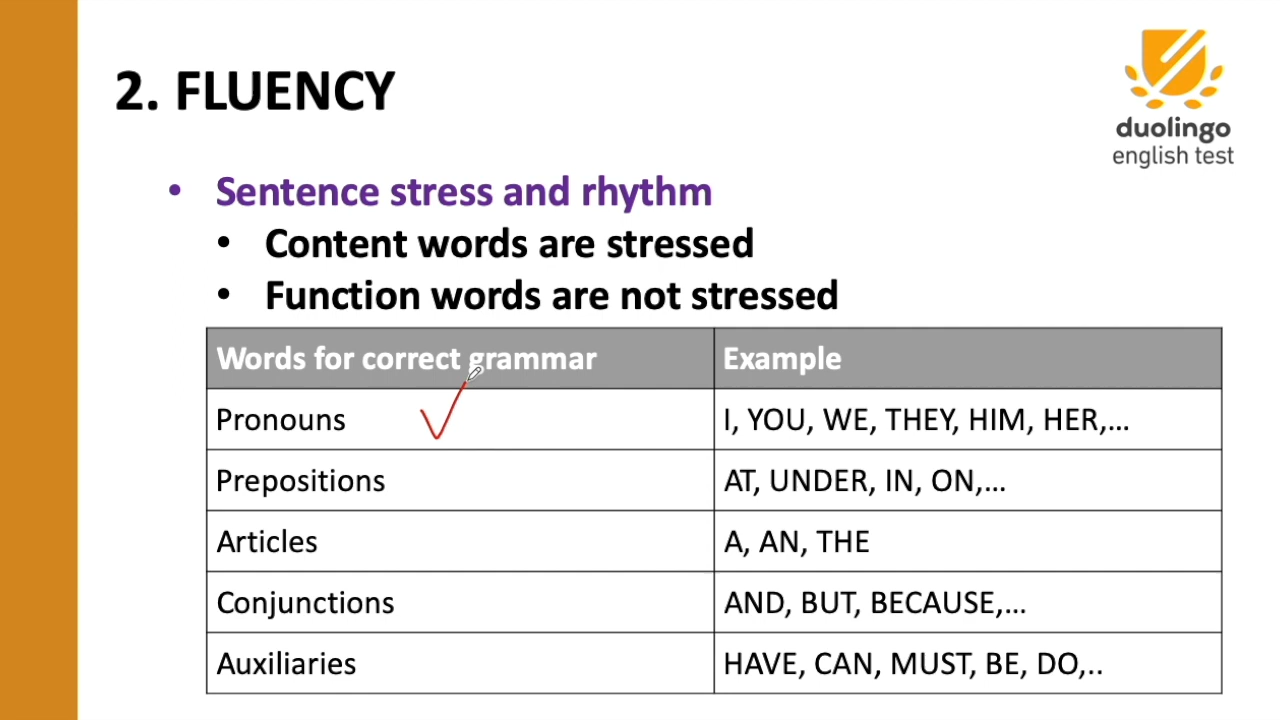 2. FLUENCY
duolingo
english test
• Sentence stress and rhythm
• Content words are stressed
• Function words are not stressed
Words for correct grammar Example
Pronouns I, YOU, WE, THEY, HIM, HER,...
Prepositions AT, UNDER, IN, ON,...
Articles A, AN, THE
Conjunctions AND, BUT, BECAUSE,...
Auxiliaries HAVE, CAN, MUST, BE, DO,..